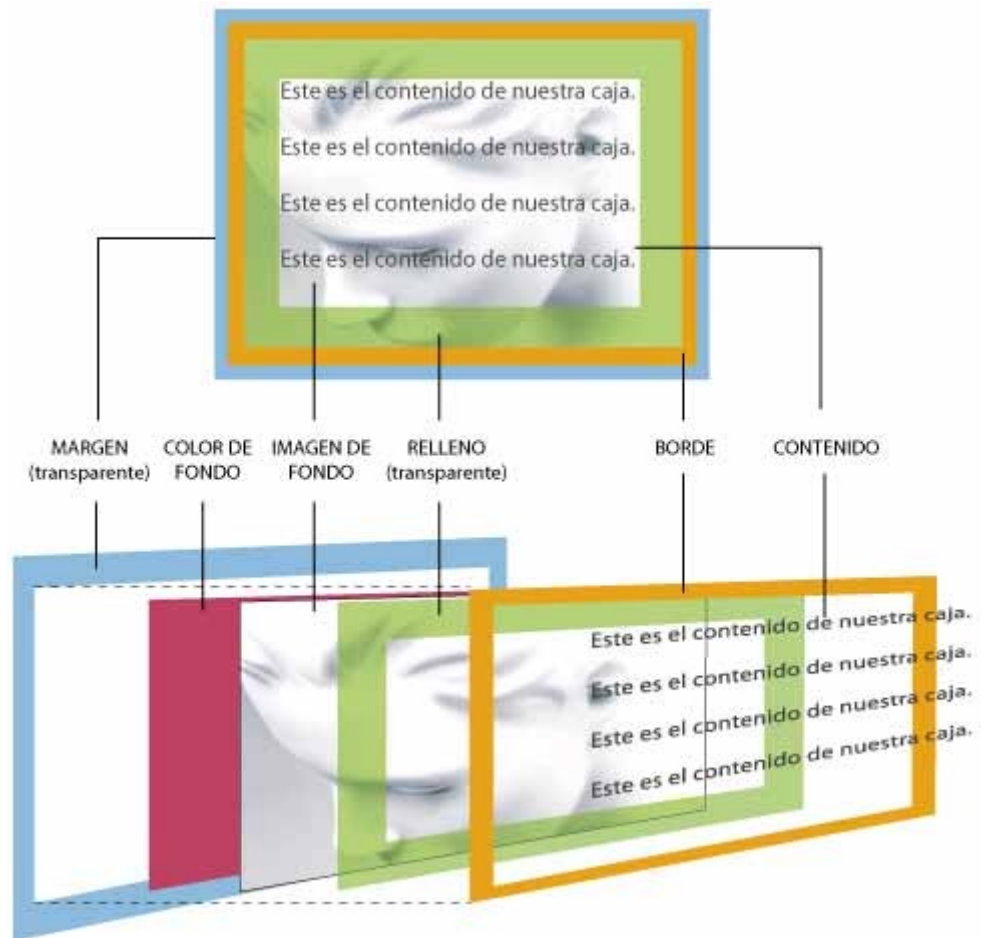 Este es el contenido de nuestra caja.
Este es el contenido de nuestra caja.
Este es el contenido de nuestra caja.
Este es el contenido de nuestra caja.
MARGEN
(transparente)
COLOR DE
FONDO
IMAGEN DE
FONDO
RELLENO
(transparente)
BORDE
CONTENIDO
Este es el contenido de nuestra caja.
Este es el contenido de nuestra caja.
Este es el contenido de nuestra caja.
Este es el contenido de nuestra caja.